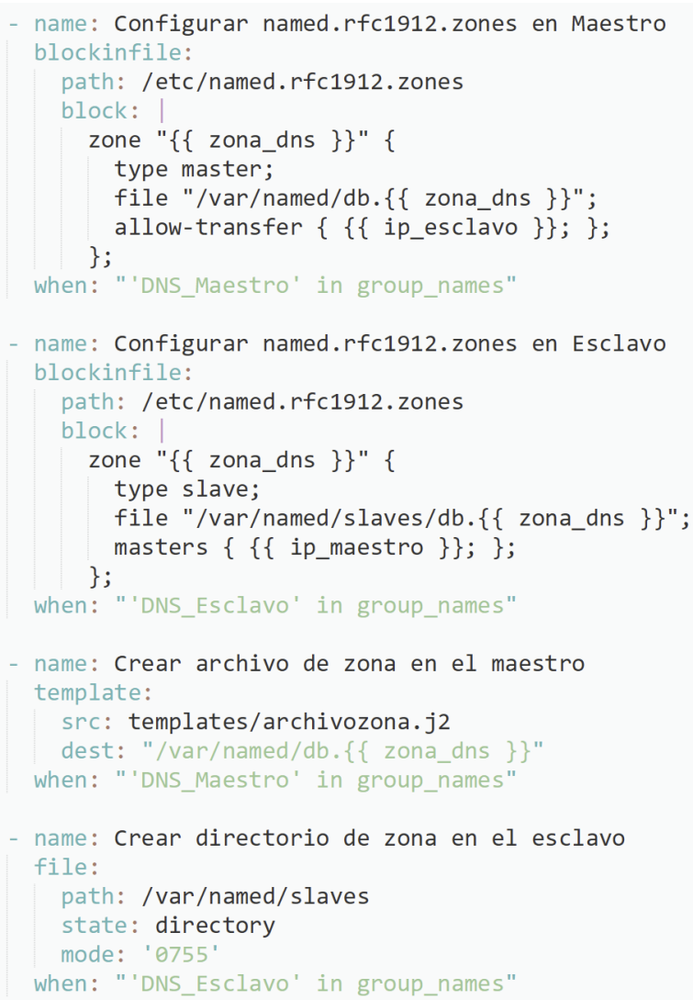 - name: Configurar named.rfc1912.zones en Maestro
  blockinfile:
    path: /etc/named.rfc1912.zones
    block: |
      zone "{{ zona_dns }}" {
        type master;
        file "/var/named/db.{{ zona_dns }}";
        allow-transfer { {{ ip_esclavo }}; };
      };
  when: "'DNS_Maestro' in group_names"

- name: Configurar named.rfc1912.zones en Esclavo
  blockinfile:
    path: /etc/named.rfc1912.zones
    block: |
      zone "{{ zona_dns }}" {
        type slave;
        file "/var/named/slaves/db.{{ zona_dns }}";
        masters { {{ ip_maestro }}; };
      };
  when: "'DNS_Esclavo' in group_names"

- name: Crear archivo de zona en el maestro
  template:
    src: templates/archivozona.j2
    dest: "/var/named/db.{{ zona_dns }}"
  when: "'DNS_Maestro' in group_names"

- name: Crear directorio de zona en el esclavo
  file:
    path: /var/named/slaves
    state: directory
    mode: '0755'
  when: "'DNS_Esclavo' in group_names"